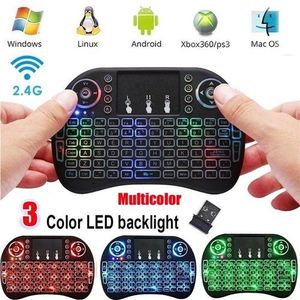 Windows
Linux
Android
Xbox360/ps3
Mac OS
2.4G
Multicolor
3 Color LED backlight